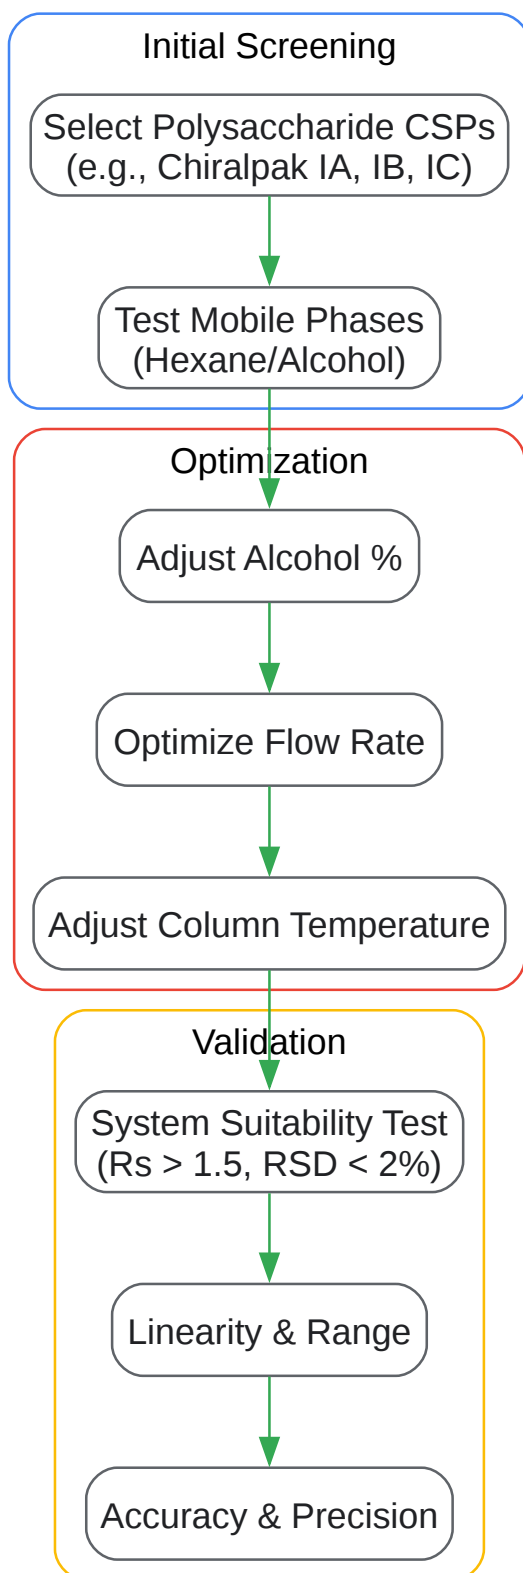 Initial Screening
Select Polysaccharide CSPs
(e.g., Chiralpak IA, IB, IC)
Test Mobile Phases
(Hexane/Alcohol)
Optimization
Adjust Alcohol %
Optimize Flow Rate
Adjust Column Temperature
Validation
System Suitability Test
(Rs > 1.5, RSD < 2%)
Linearity & Range
Accuracy & Precision